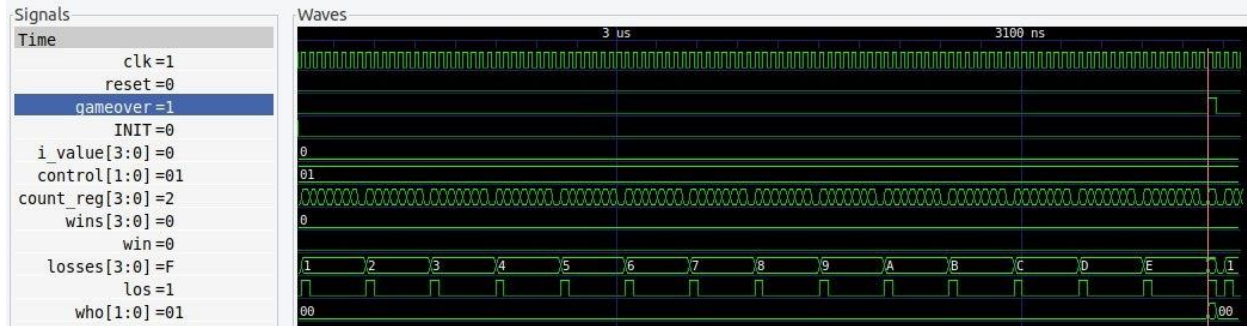 Signals
Waves
Time
3 us
3100 ns
clk =1
reset =0
gameover =1
INIT =0
i_value[3:0] =0
0
control[1:0] =01
01
count_reg[3:0] =2
wins[3:0] =0
0
win =0
losses[3:0] =F
1 2 3 4 5 6 7 8 9 A B C D E 1
los =1
who[1:0] =01
00 00